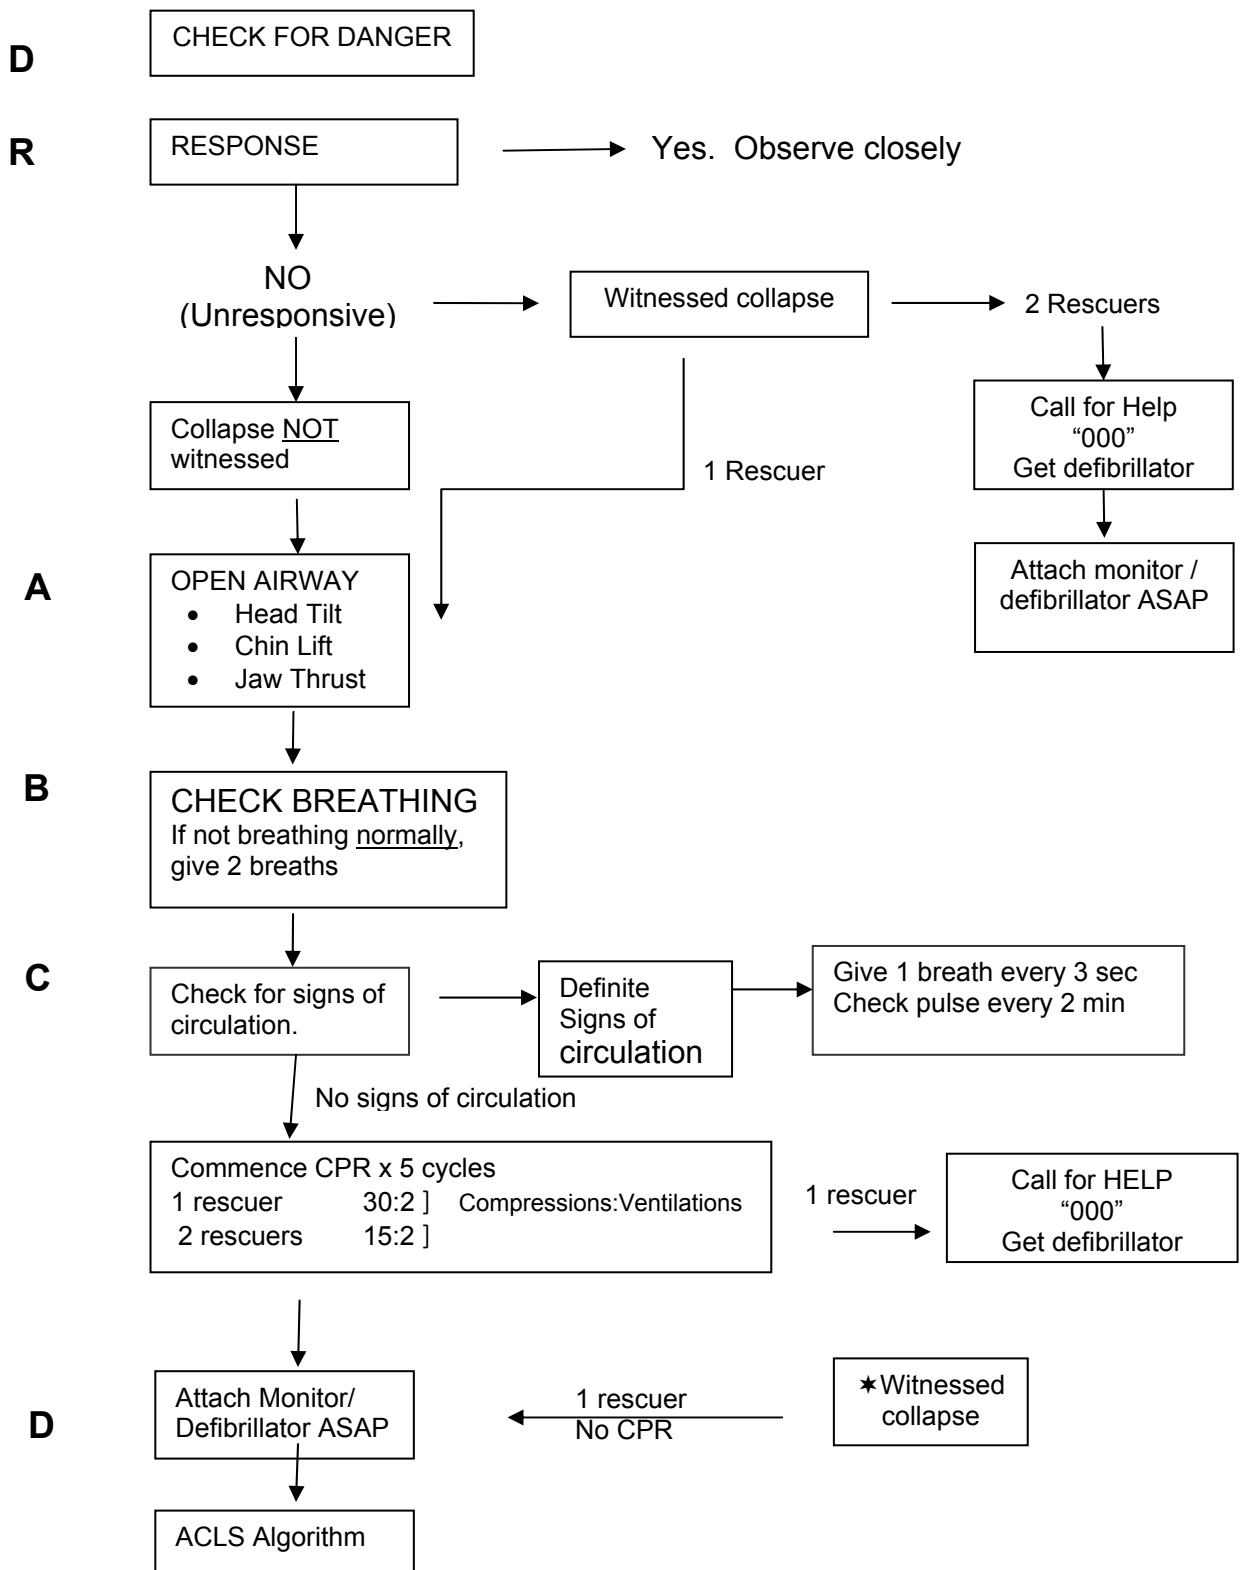 D
CHECK FOR DANGER
R
RESPONSE
Yes. Observe closely
NO
(Unresponsive)
Witnessed collapse
2 Rescuers
Collapse NOT
witnessed
1 Rescuer
Call for Help
“000”
Get defibrillator
Attach monitor /
defibrillator ASAP
A
OPEN AIRWAY
• Head Tilt
• Chin Lift
• Jaw Thrust
B
CHECK BREATHING
If not breathing normally,
give 2 breaths
C
Check for signs of
circulation.
Definite
Signs of
circulation
Give 1 breath every 3 sec
Check pulse every 2 min
No signs of circulation
Commence CPR x 5 cycles
1 rescuer 30:2 ] Compressions:Ventilations
2 rescuers 15:2 ]
1 rescuer
Call for HELP
“000”
Get defibrillator
D
Attach Monitor/
Defibrillator ASAP
1 rescuer
No CPR
✶Witnessed
collapse
ACLS Algorithm